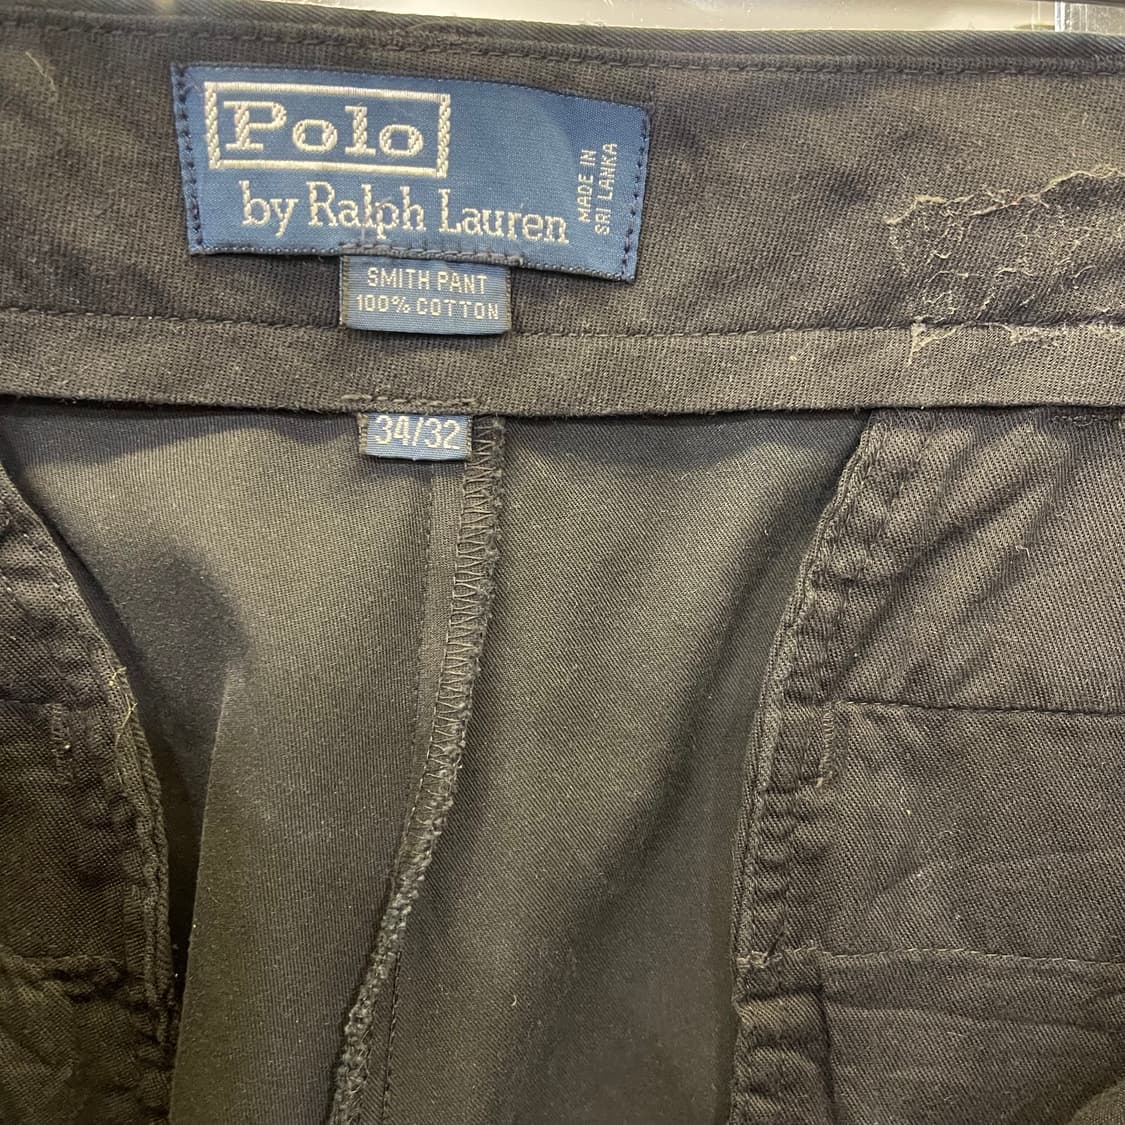 Polo
by Ralph Lauren
MADE IN
SRI LANKA
SMITH PANT
100% COTTON
34/32